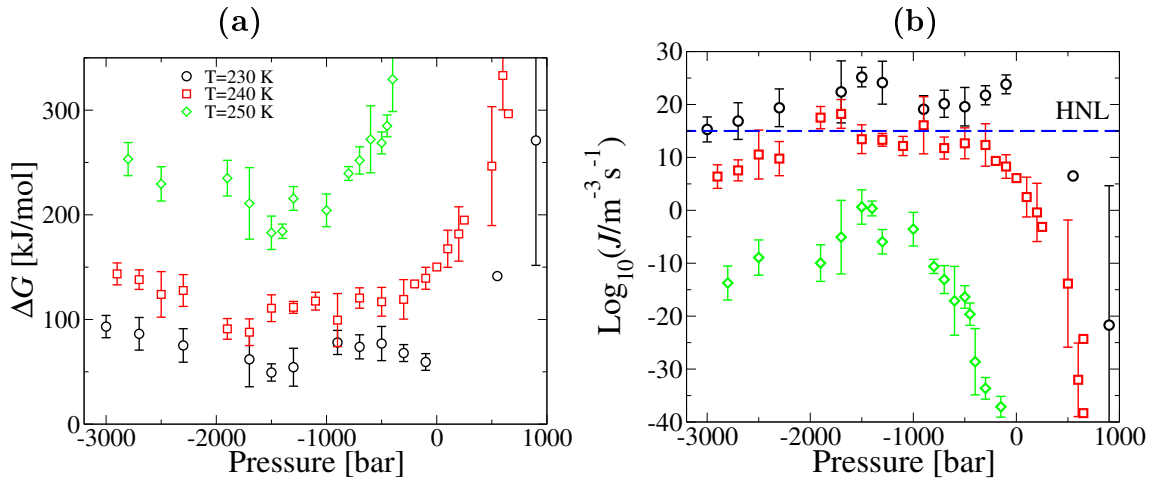 (a)
300
200
100
0
-3000 -2000 -1000 0 1000
Pressure [bar]
ΔG [kJ/mol]
T=230 K
T=240 K
T=250 K
(b)
30
20
10
0
-10
-20
-30
-40
-3000 -2000 -1000 0 1000
Pressure [bar]
Log₁₀(J/m⁻³ s⁻¹)
HNL